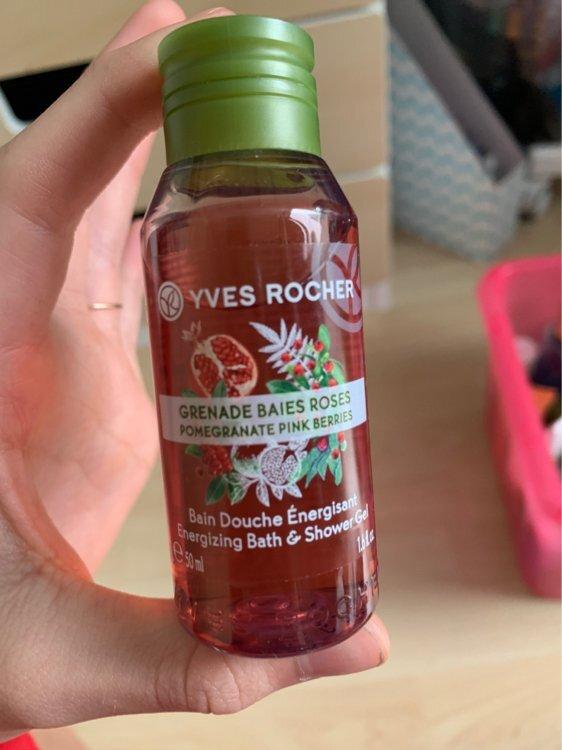 YVES ROCHER
GRENADE BAIES ROSES
POMEGRANATE PINK BERRIES
Bain Douche Énergisant
Energizing Bath & Shower Gel
℮ 50 ml 1.6 fl.oz.